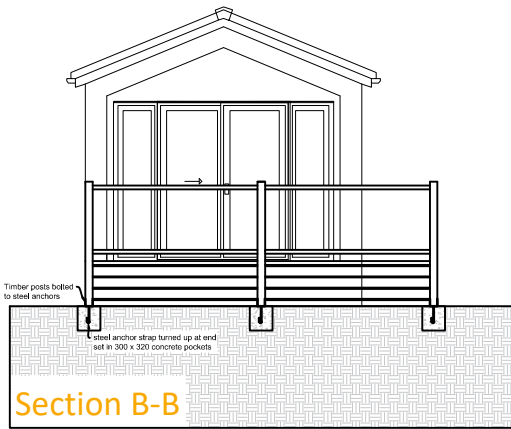 Timber posts bolted
to steel anchors
steel anchor strap turned up at end
set in 300 x 320 concrete pockets
Section B-B